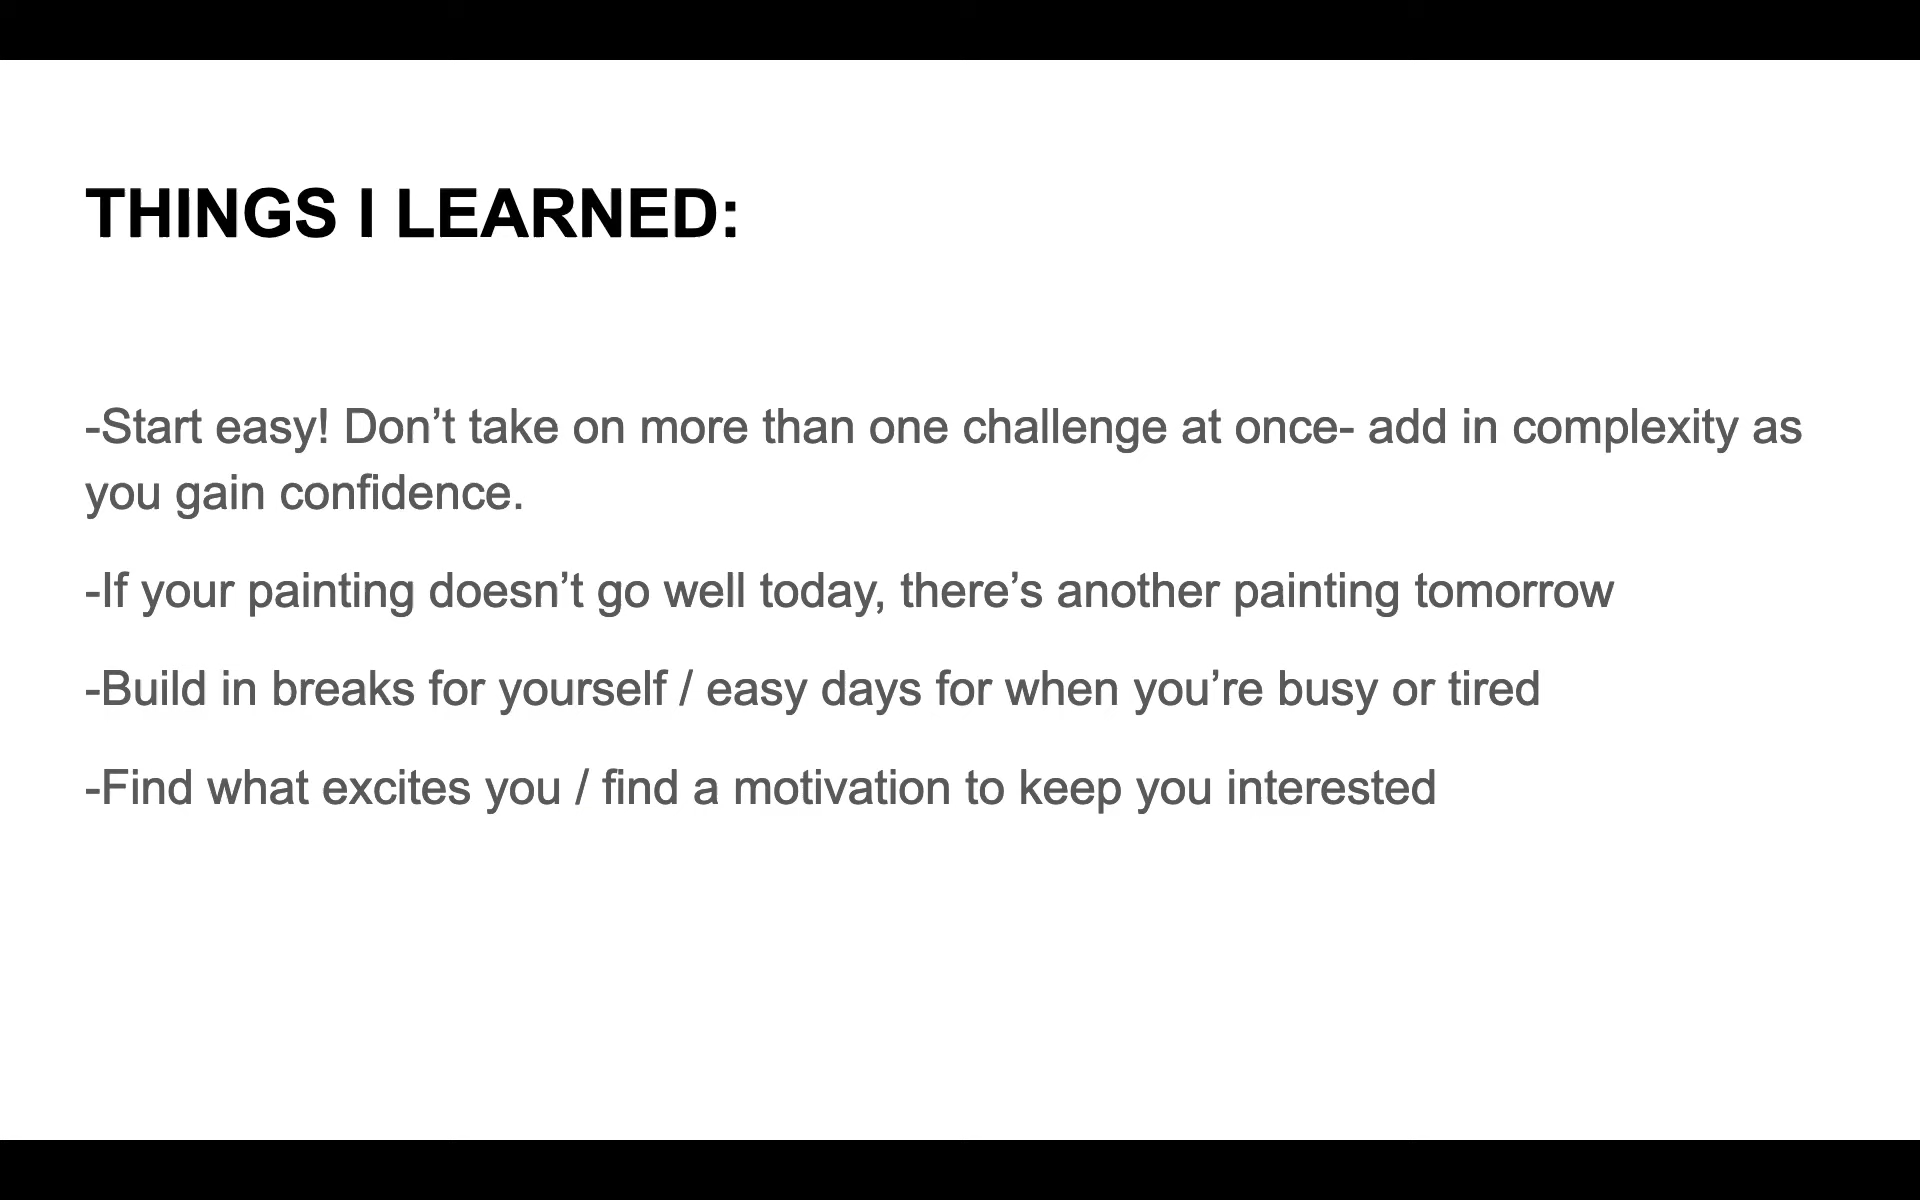 THINGS I LEARNED:
-Start easy! Don’t take on more than one challenge at once- add in complexity as
you gain confidence.
-If your painting doesn’t go well today, there’s another painting tomorrow
-Build in breaks for yourself / easy days for when you’re busy or tired
-Find what excites you / find a motivation to keep you interested